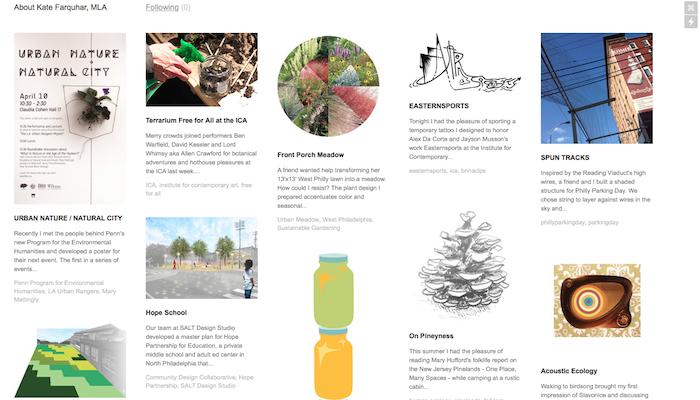 About Kate Farquhar, MLA
Following (0)
URBAN NATURE
NATURAL CITY
April 10
10:30 - 2:30
Claudia Cohen Hall 17
URBAN NATURE / NATURAL CITY
Recently I met the people behind Penn's
new Program for the Environmental
Humanities and developed a poster for
their next event. The first in a series of
events...
Penn Program for Environmental
Humanities, LA Urban Rangers, Mary
Mattingly
Terrarium Free for All at the ICA
Merry crowds joined performers Ben
Warfield, David Kessler and Lord
Whimsy aka Allen Crawford for botanical
adventures and hothouse pleasures at
the ICA last week....
ICA, institute for contemporary art, free
for all
Hope School
Our team at SALT Design Studio
developed a master plan for Hope
Partnership for Education, a private
middle school and adult ed center in
North Philadelphia that...
Community Design Collaborative, Hope
Partnership, SALT Design Studio
Front Porch Meadow
A friend wanted help transforming her
13'x13' West Philly lawn into a meadow.
How could I resist? The plant design I
prepared accentuates color and
seasonal...
Urban Meadow, West Philadelphia,
Sustainable Gardening
EASTERNSPORTS
Tonight I had the pleasure of sporting a
temporary tattoo I designed to honor
Alex Da Corte and Jayson Musson's
work Easternsports at the Institute for
Contemporary...
easternsports, ica, bnnadps
On Pineyness
This summer I had the pleasure of
reading Mary Hufford's folklife report on
the New Jersey Pinelands - One Place,
Many Spaces - while camping at a rustic
cabin...
SPUN TRACKS
Inspired by the Reading Viaduct's high
wires, a friend and I built a shaded
structure for Philly Parking Day. We
chose string to layer against wires in the
sky and...
phillyparkingday, parkingday
Acoustic Ecology
Waking to birdsong brought my first
impression of Slavonice and discussing